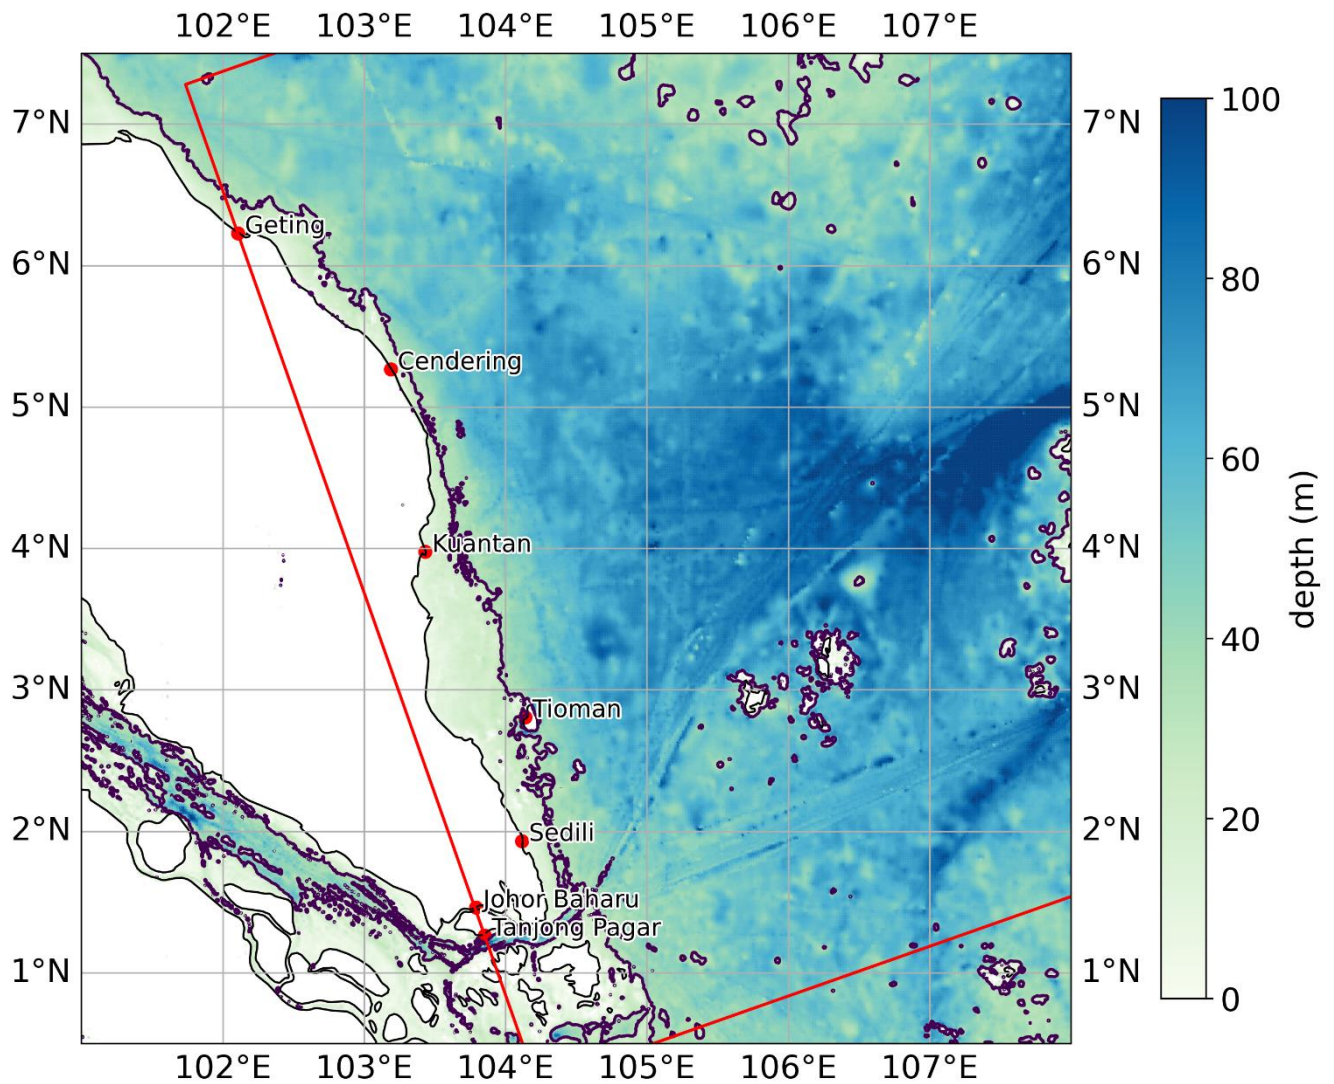 102°E 103°E 104°E 105°E 106°E 107°E
100
7°N 7°N
80
Geting
6°N 6°N
Cendering
5°N 5°N
60
depth (m)
Kuantan
4°N 4°N
40
3°N 3°N
Tioman
2°N 2°N
Sedili
20
Johor Baharu
Tanjong Pagar
1°N 1°N
0
102°E 103°E 104°E 105°E 106°E 107°E